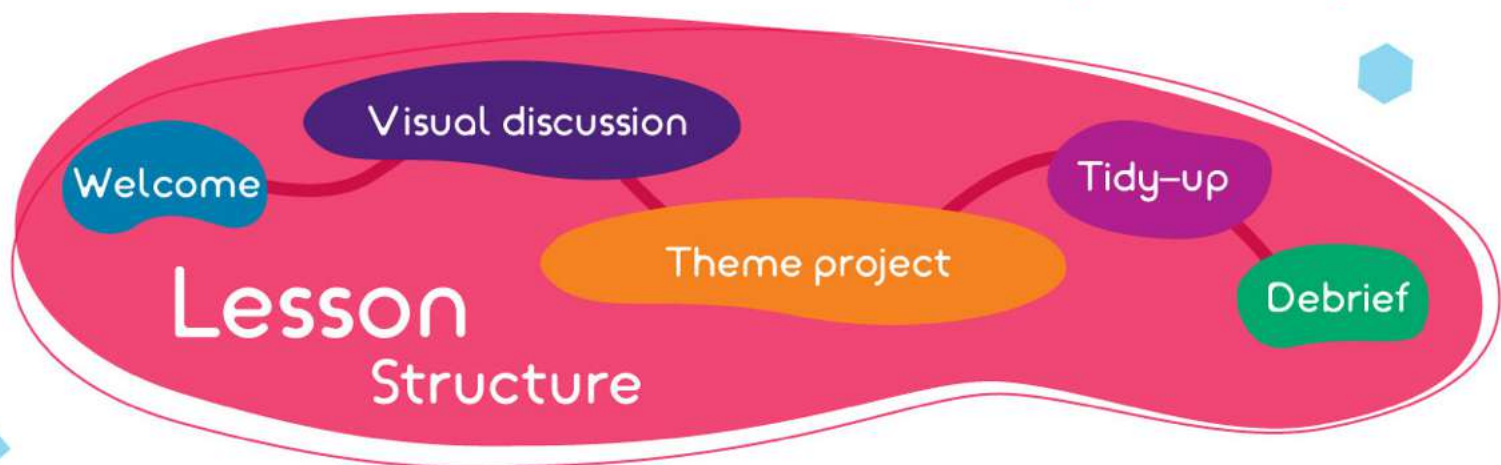 Visual discussion
Welcome
Tidy-up
Theme project
Debrief
Lesson
Structure